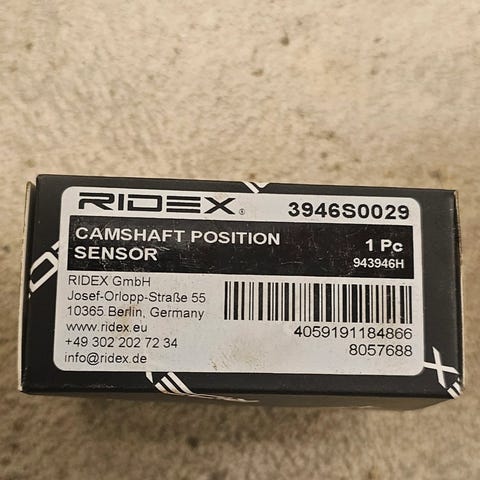 RIDEX® 3946S0029
CAMSHAFT POSITION 1 Pc
SENSOR 943946H
RIDEX GmbH
Josef-Orlopp-Straße 55
10365 Berlin, Germany
www.ridex.eu
+49 302 202 72 34
info@ridex.de
4059191184866
8057688